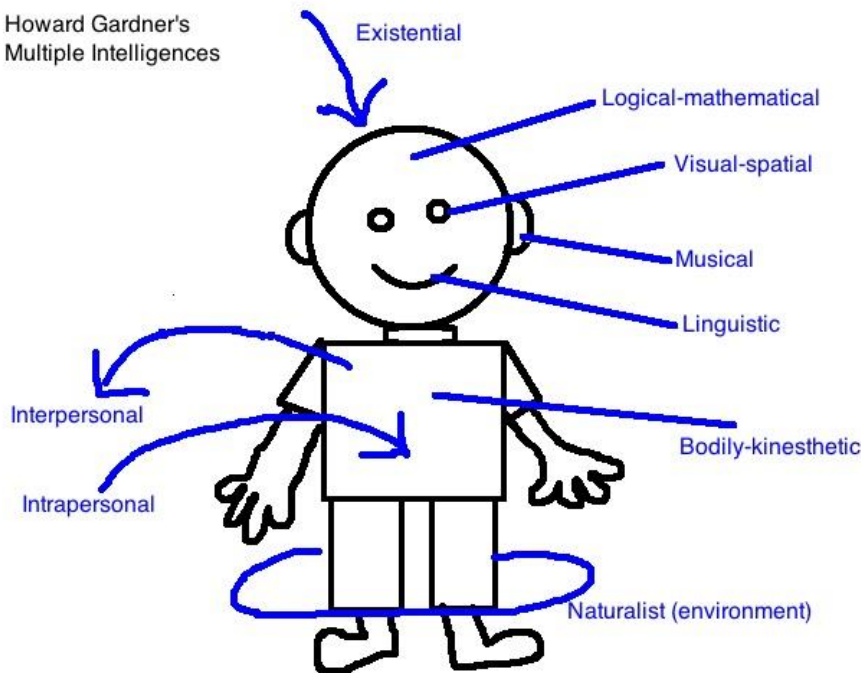 Howard Gardner's
Multiple Intelligences
Existential
Logical-mathematical
Visual-spatial
Musical
Linguistic
Interpersonal
Bodily-kinesthetic
Intrapersonal
Naturalist (environment)